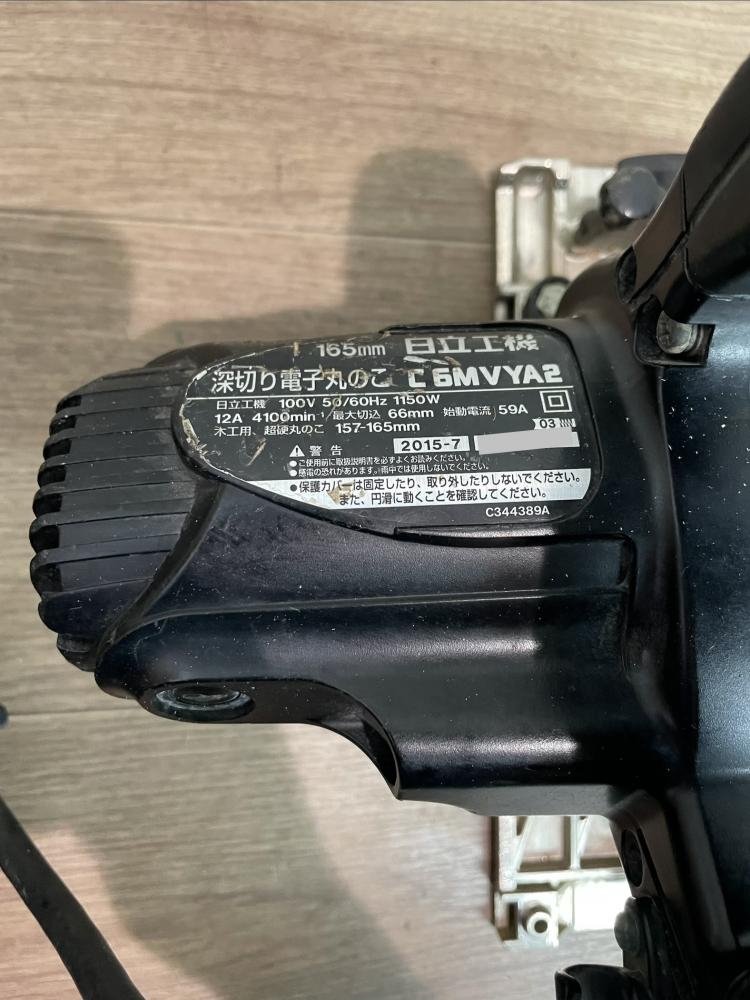 165mm 日立工機
深切り電子丸のこ C6MVYA2
日立工機 100V 50/60Hz 1150W
12A 4100min⁻¹ 最大切込 66mm 始動電流 59A
木工用、超硬丸のこ 157-165mm 03
⚠ 警告 2015-7
●ご使用前に取扱説明書を必ずよくお読みください。
●感電の恐れがあります。雨中では使用しないでください。
●保護カバーは固定したり、取り外したりしないでください。
また、円滑に動くことを確認してください。
C344389A